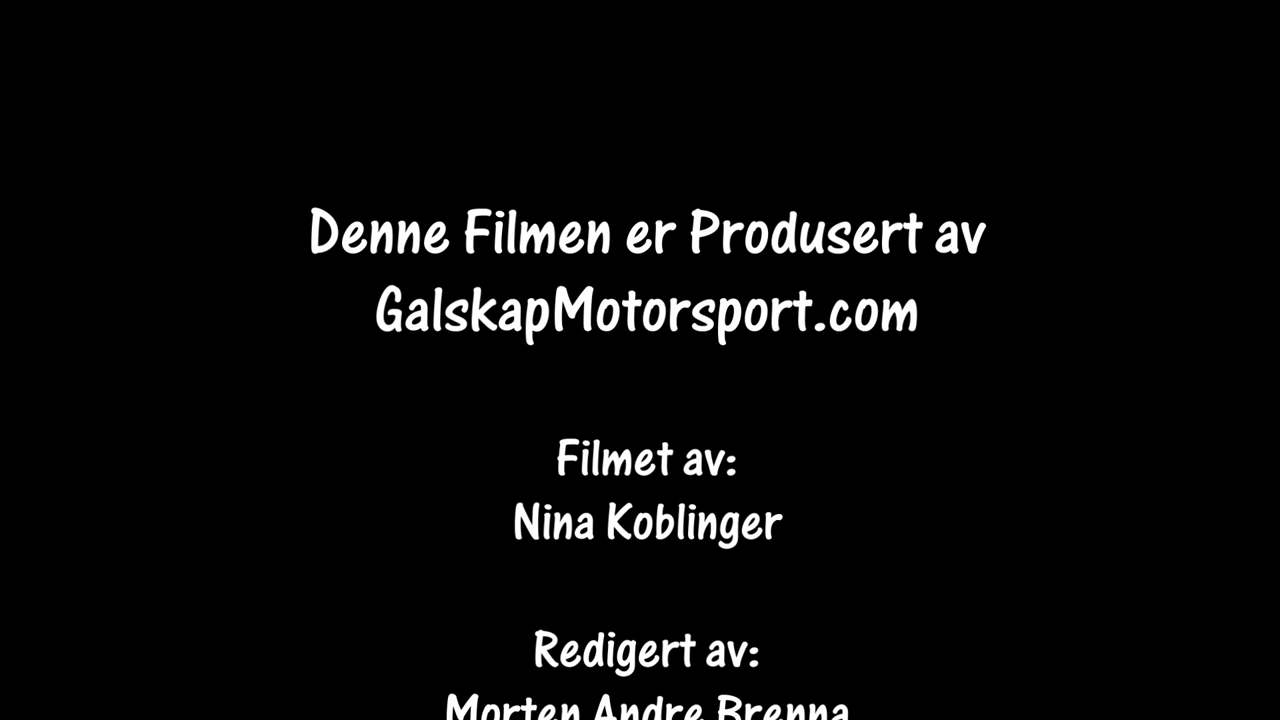 Denne Filmen er Produsert av
GalskapMotorsport.com
Filmet av:
Nina Koblinger
Redigert av:
Morten Andre Brenna